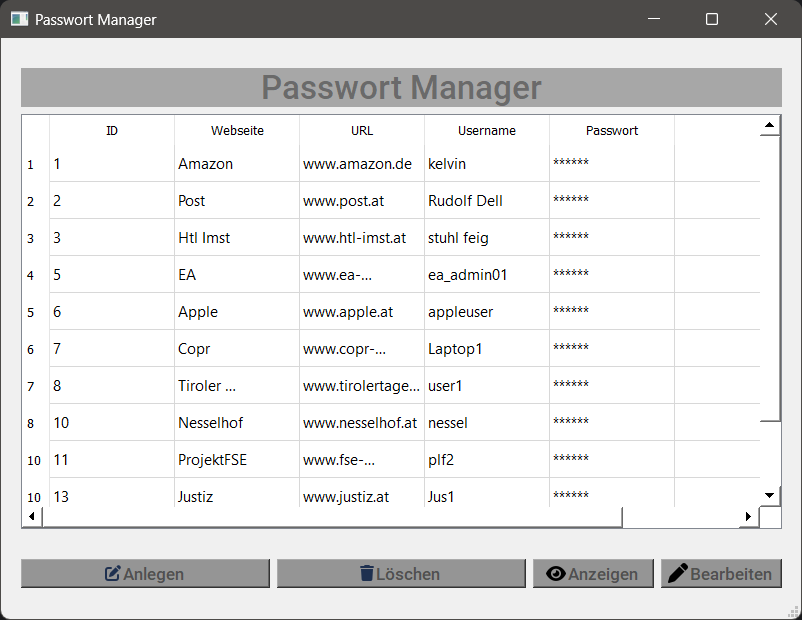 Passwort Manager
Passwort Manager
ID Webseite URL Username Passwort
1 1 Amazon www.amazon.de kelvin ******
2 2 Post www.post.at Rudolf Dell ******
3 3 Htl Imst www.htl-imst.at stuhl feig ******
4 5 EA www.ea-... ea_admin01 ******
5 6 Apple www.apple.at appleuser ******
6 7 Copr www.copr-... Laptop1 ******
7 8 Tiroler ... www.tirolertage... user1 ******
8 10 Nesselhof www.nesselhof.at nessel ******
10 11 ProjektFSE www.fse-... plf2 ******
10 13 Justiz www.justiz.at Jus1 ******
Anlegen Löschen Anzeigen Bearbeiten